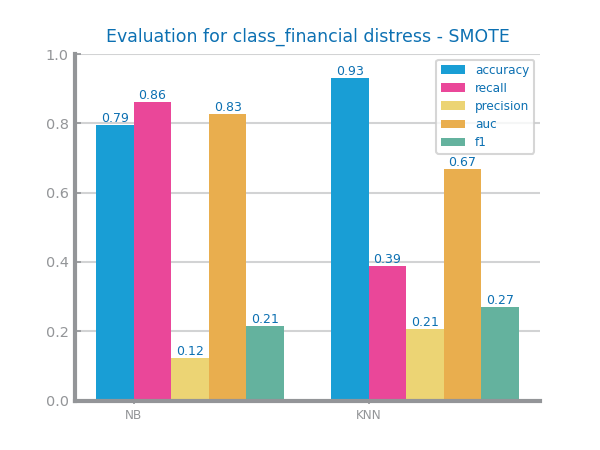 Evaluation for class_financial distress - SMOTE
1.0
0.8
0.6
0.4
0.2
0.0
0.79
0.86
0.12
0.83
0.21
0.93
0.39
0.21
0.67
0.27
accuracy
recall
precision
auc
f1
NB
KNN